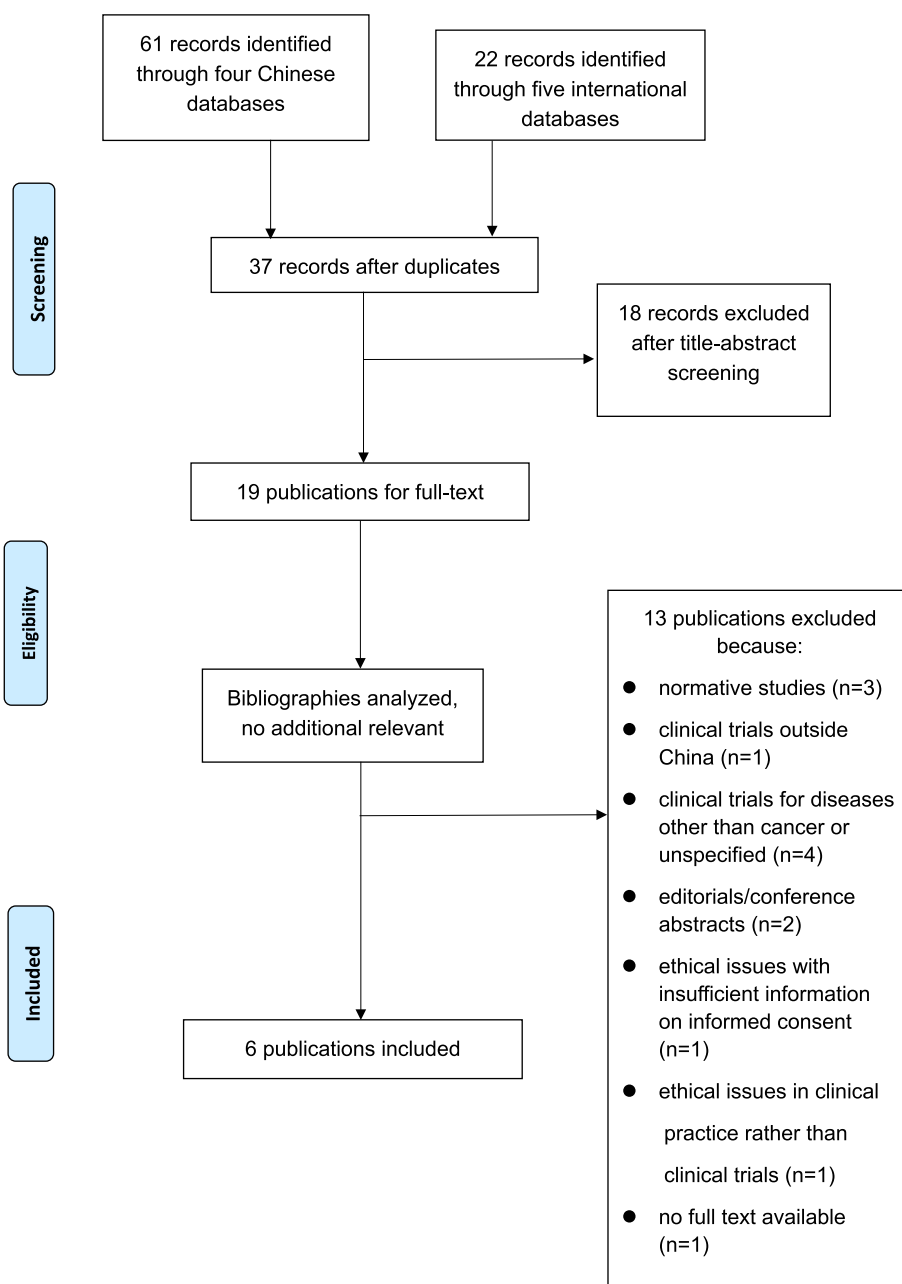 61 records identified
through four Chinese
databases
22 records identified
through five international
databases
Screening
37 records after duplicates
18 records excluded
after title-abstract
screening
19 publications for full-text
Eligibility
Bibliographies analyzed,
no additional relevant
13 publications excluded
because:
● normative studies (n=3)
● clinical trials outside
China (n=1)
● clinical trials for diseases
other than cancer or
unspecified (n=4)
● editorials/conference
abstracts (n=2)
● ethical issues with
insufficient information
on informed consent
(n=1)
● ethical issues in clinical
practice rather than
clinical trials (n=1)
● no full text available
(n=1)
Included
6 publications included